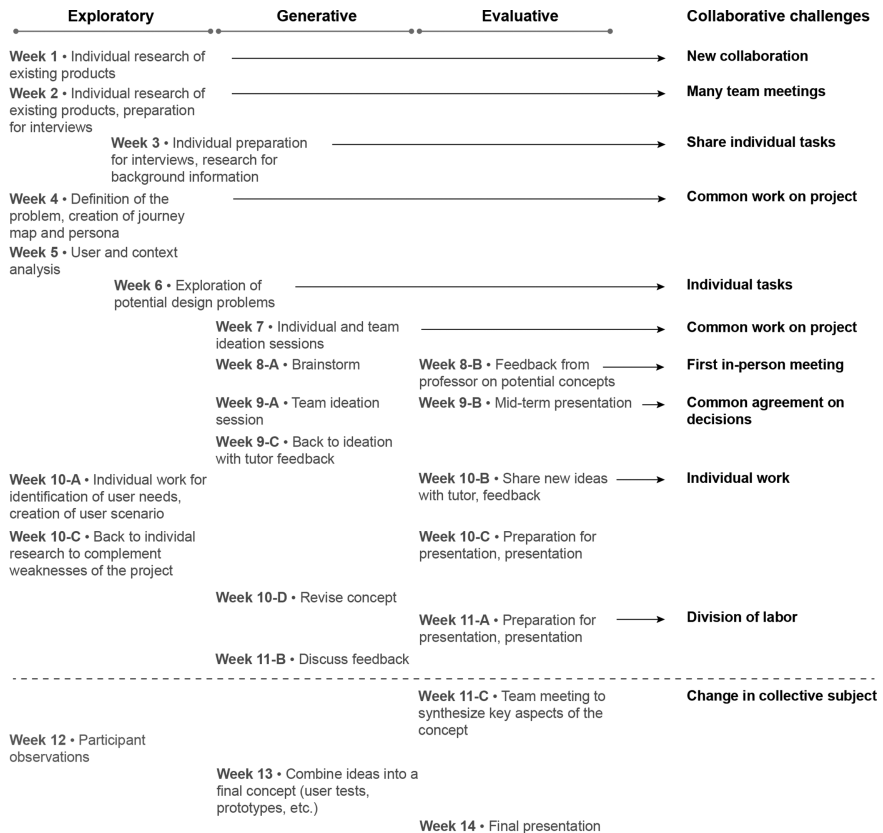 Exploratory
Generative
Evaluative
Collaborative challenges
Week 1 • Individual research of
existing products
New collaboration
Week 2 • Individual research of
existing products, preparation
for interviews
Many team meetings
Week 3 • Individual preparation
for interviews, research for
background information
Share individual tasks
Week 4 • Definition of the
problem, creation of journey
map and persona
Common work on project
Week 5 • User and context
analysis
Week 6 • Exploration of
potential design problems
Individual tasks
Week 7 • Individual and team
ideation sessions
Common work on project
Week 8-A • Brainstorm
Week 8-B • Feedback from
professor on potential concepts
First in-person meeting
Week 9-A • Team ideation
session
Week 9-B • Mid-term presentation
Common agreement on
decisions
Week 9-C • Back to ideation
with tutor feedback
Week 10-A • Individual work for
identification of user needs,
creation of user scenario
Week 10-B • Share new ideas
with tutor, feedback
Individual work
Week 10-C • Back to individal
research to complement
weaknesses of the project
Week 10-C • Preparation for
presentation, presentation
Week 10-D • Revise concept
Week 11-A • Preparation for
presentation, presentation
Division of labor
Week 11-B • Discuss feedback
Week 11-C • Team meeting to
synthesize key aspects of the
concept
Change in collective subject
Week 12 • Participant
observations
Week 13 • Combine ideas into a
final concept (user tests,
prototypes, etc.)
Week 14 • Final presentation